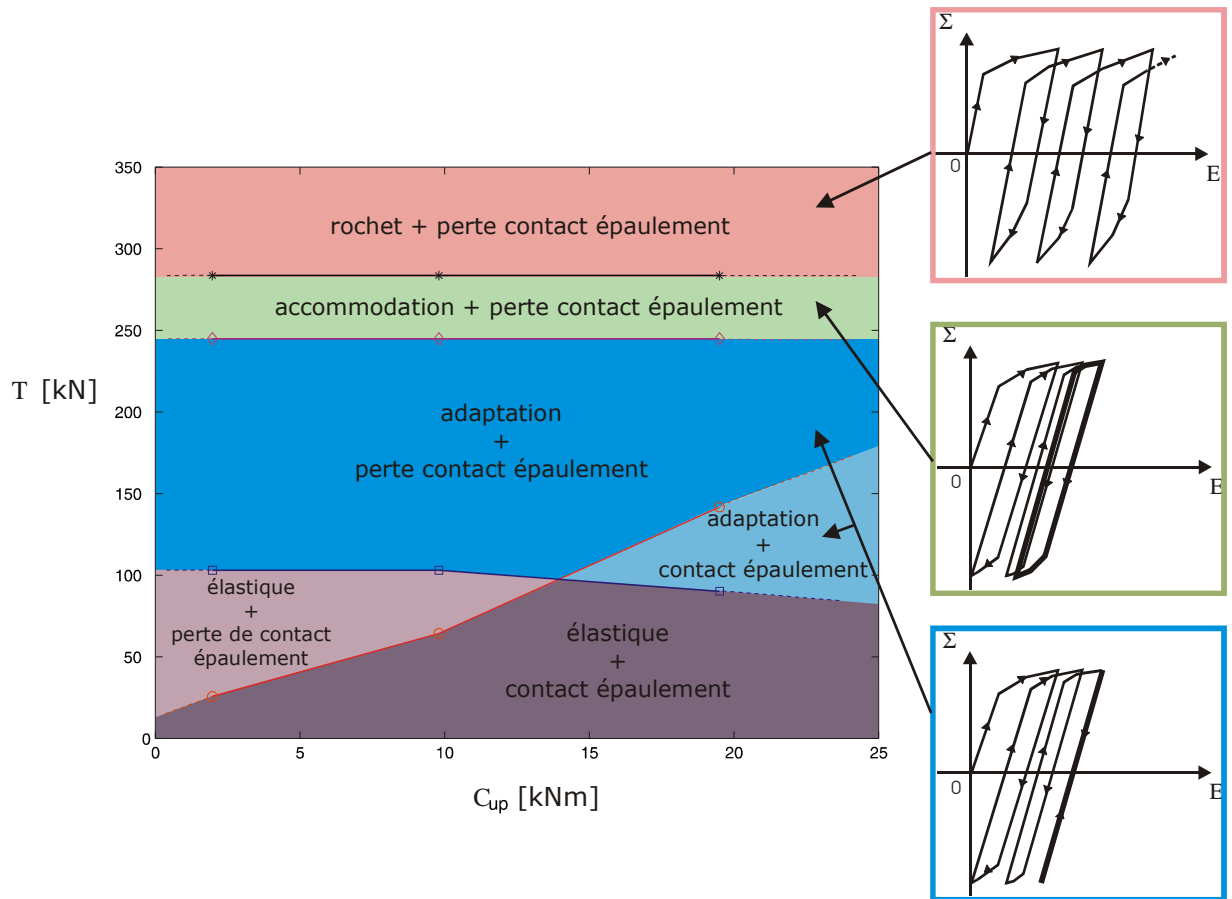 350
300
250
200
150
100
50
0
T [kN]
rochet + perte contact épaulement
accommodation + perte contact épaulement
adaptation
+
perte contact épaulement
adaptation
+
contact épaulement
élastique
+
perte de contact
épaulement
élastique
+
contact épaulement
0 5 10 15 20 25
Cup [kNm]
Σ
0
E
Σ
0
E
Σ
0
E